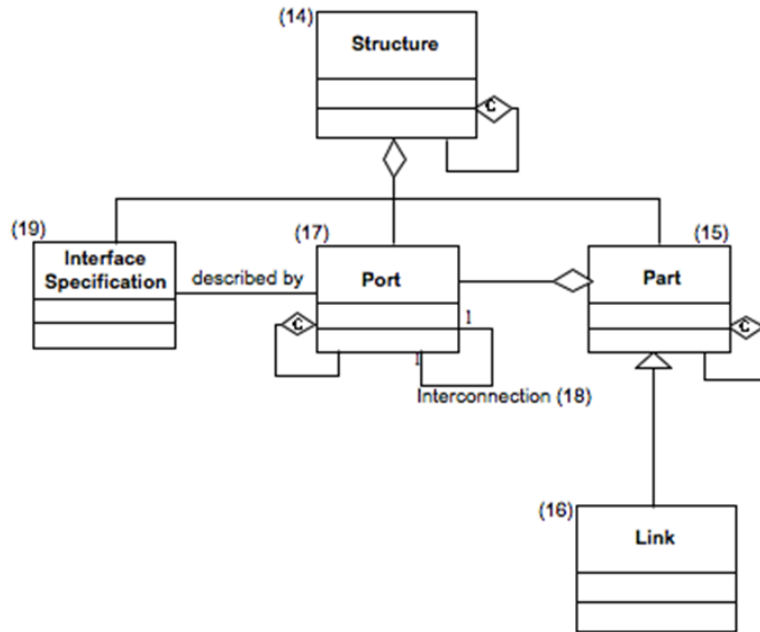 (14)
Structure
C
(19)
Interface
Specification
described by
(17)
Port
C
1
1
Interconnection (18)
(15)
Part
C
(16)
Link